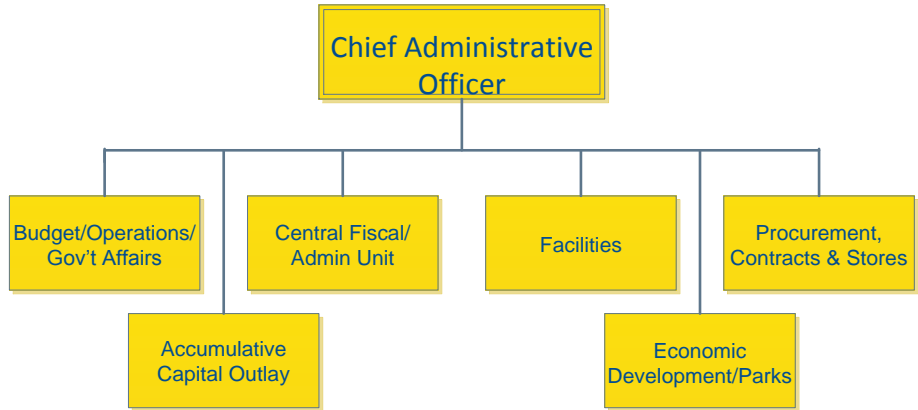 Chief Administrative
Officer
Budget/Operations/
Gov’t Affairs
Central Fiscal/
Admin Unit
Facilities
Procurement,
Contracts & Stores
Accumulative
Capital Outlay
Economic
Development/Parks